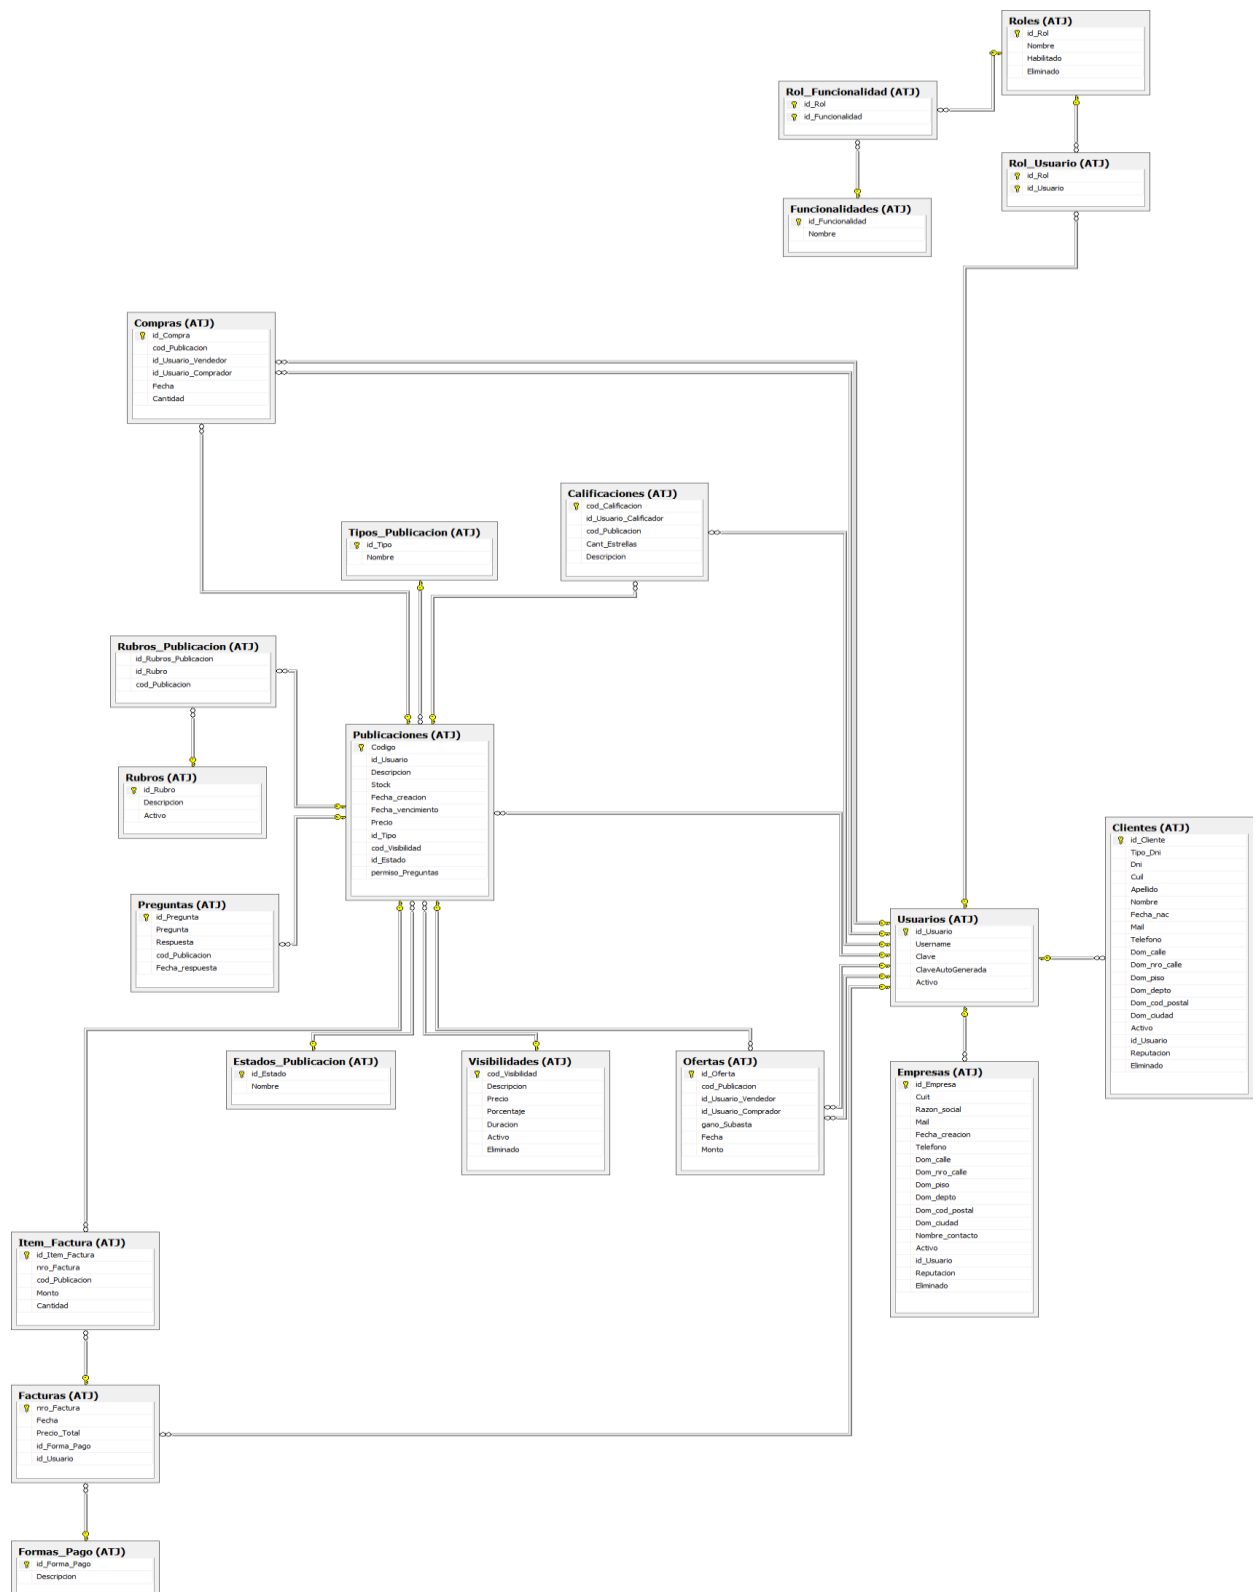 Roles (ATJ)
id_Rol
Nombre
Habilitado
Eliminado
Rol_Funcionalidad (ATJ)
id_Rol
id_Funcionalidad
Rol_Usuario (ATJ)
id_Rol
id_Usuario
Funcionalidades (ATJ)
id_Funcionalidad
Nombre
Compras (ATJ)
id_Compra
cod_Publicacion
id_Usuario_Vendedor
id_Usuario_Comprador
Fecha
Cantidad
Calificaciones (ATJ)
cod_Calificacion
id_Usuario_Calificador
cod_Publicacion
Cant_Estrellas
Descripcion
Tipos_Publicacion (ATJ)
id_Tipo
Nombre
Rubros_Publicacion (ATJ)
id_Rubros_Publicacion
id_Rubro
cod_Publicacion
Publicaciones (ATJ)
Codigo
id_Usuario
Descripcion
Stock
Fecha_creacion
Fecha_vencimiento
Precio
id_Tipo
cod_Visibilidad
id_Estado
permiso_Preguntas
Rubros (ATJ)
id_Rubro
Descripcion
Activo
Clientes (ATJ)
id_Cliente
Tipo_Dni
Dni
Cuil
Apellido
Nombre
Fecha_nac
Mail
Telefono
Dom_calle
Dom_nro_calle
Dom_piso
Dom_depto
Dom_cod_postal
Dom_ciudad
Activo
id_Usuario
Reputacion
Eliminado
Preguntas (ATJ)
id_Pregunta
Pregunta
Respuesta
cod_Publicacion
Fecha_respuesta
Usuarios (ATJ)
id_Usuario
Username
Clave
ClaveAutoGenerada
Activo
Estados_Publicacion (ATJ)
id_Estado
Nombre
Visibilidades (ATJ)
cod_Visibilidad
Descripcion
Precio
Porcentaje
Duracion
Activo
Eliminado
Ofertas (ATJ)
id_Oferta
cod_Publicacion
id_Usuario_Vendedor
id_Usuario_Comprador
gano_Subasta
Fecha
Monto
Empresas (ATJ)
id_Empresa
Cuit
Razon_social
Mail
Fecha_creacion
Telefono
Dom_calle
Dom_nro_calle
Dom_piso
Dom_depto
Dom_cod_postal
Dom_ciudad
Nombre_contacto
Activo
id_Usuario
Reputacion
Eliminado
Item_Factura (ATJ)
id_Item_Factura
nro_Factura
cod_Publicacion
Monto
Cantidad
Facturas (ATJ)
nro_Factura
Fecha
Precio_Total
id_Forma_Pago
id_Usuario
Formas_Pago (ATJ)
id_Forma_Pago
Descripcion